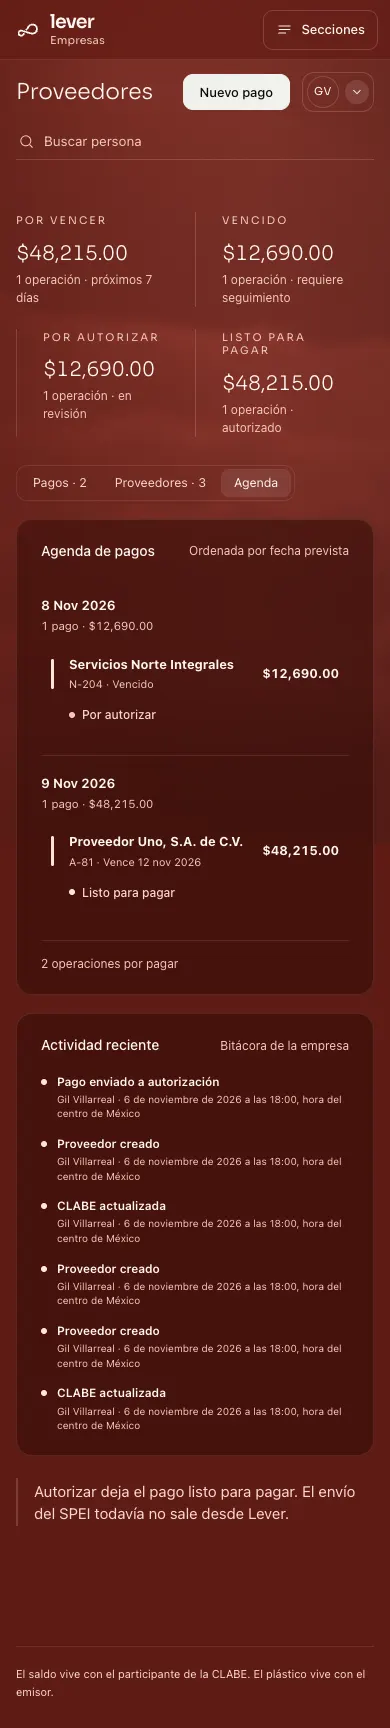 lever
Empresas
Secciones
Proveedores
Nuevo pago
GV
Buscar persona
POR VENCER
$48,215.00
1 operación · próximos 7
días
VENCIDO
$12,690.00
1 operación · requiere
seguimiento
POR AUTORIZAR
$12,690.00
1 operación · en
revisión
LISTO PARA
PAGAR
$48,215.00
1 operación ·
autorizado
Pagos · 2
Proveedores · 3
Agenda
Agenda de pagos
Ordenada por fecha prevista
8 Nov 2026
1 pago · $12,690.00
Servicios Norte Integrales
$12,690.00
N-204 · Vencido
Por autorizar
9 Nov 2026
1 pago · $48,215.00
Proveedor Uno, S.A. de C.V.
$48,215.00
A-81 · Vence 12 nov 2026
Listo para pagar
2 operaciones por pagar
Actividad reciente
Bitácora de la empresa
Pago enviado a autorización
Gil Villarreal · 6 de noviembre de 2026 a las 18:00, hora del
centro de México
Proveedor creado
Gil Villarreal · 6 de noviembre de 2026 a las 18:00, hora del
centro de México
CLABE actualizada
Gil Villarreal · 6 de noviembre de 2026 a las 18:00, hora del
centro de México
Proveedor creado
Gil Villarreal · 6 de noviembre de 2026 a las 18:00, hora del
centro de México
Proveedor creado
Gil Villarreal · 6 de noviembre de 2026 a las 18:00, hora del
centro de México
CLABE actualizada
Gil Villarreal · 6 de noviembre de 2026 a las 18:00, hora del
centro de México
Autorizar deja el pago listo para pagar. El envío
del SPEI todavía no sale desde Lever.
El saldo vive con el participante de la CLABE. El plástico vive con el
emisor.